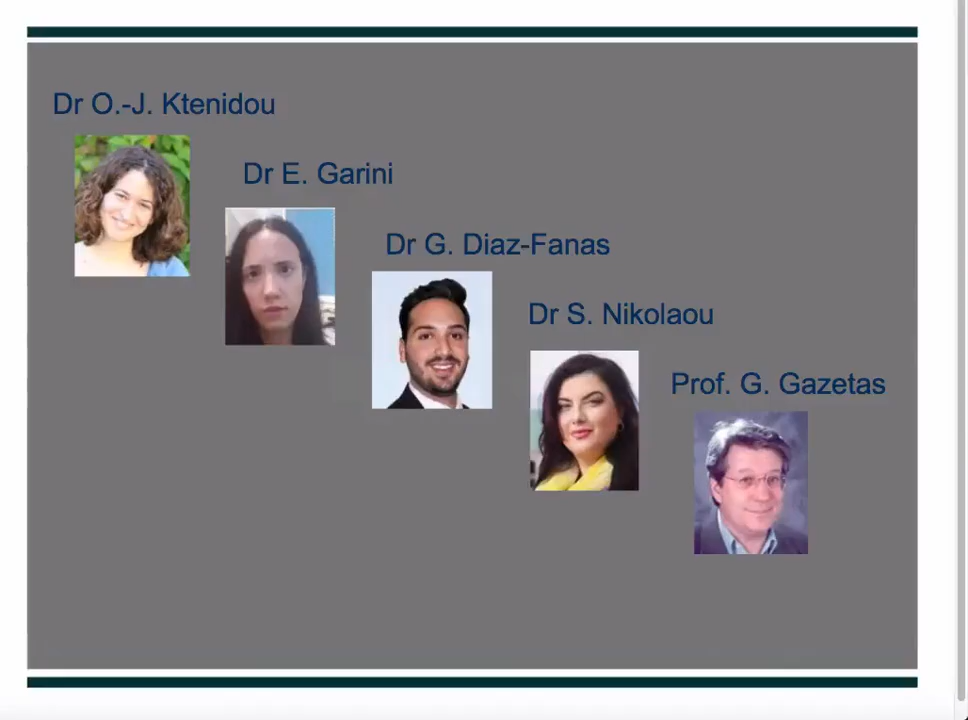 Dr O.-J. Ktenidou
Dr E. Garini
Dr G. Diaz-Fanas
Dr S. Nikolaou
Prof. G. Gazetas